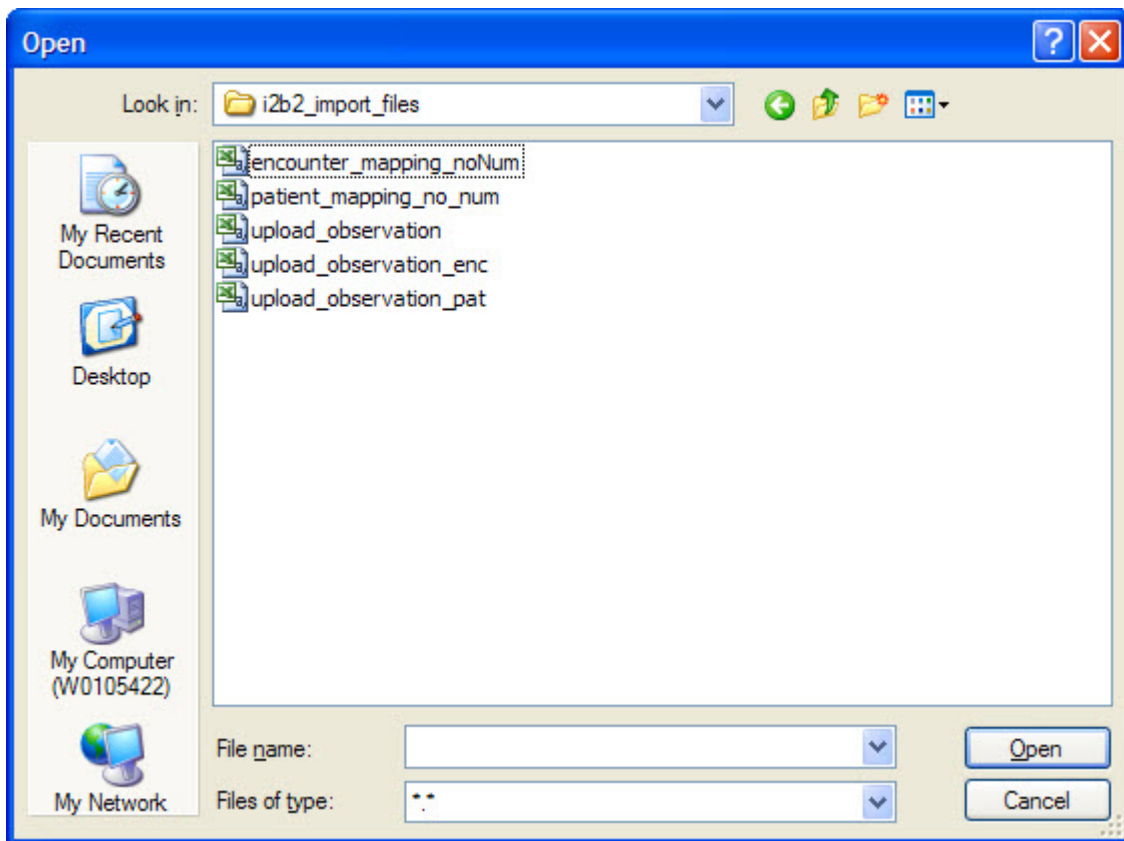 Open
Look in: i2b2_import_files
encounter_mapping_noNum
patient_mapping_no_num
upload_observation
upload_observation_enc
upload_observation_pat
My Recent
Documents
Desktop
My Documents
My Computer
(W0105422)
My Network
File name:
Open
Files of type: *.*
Cancel